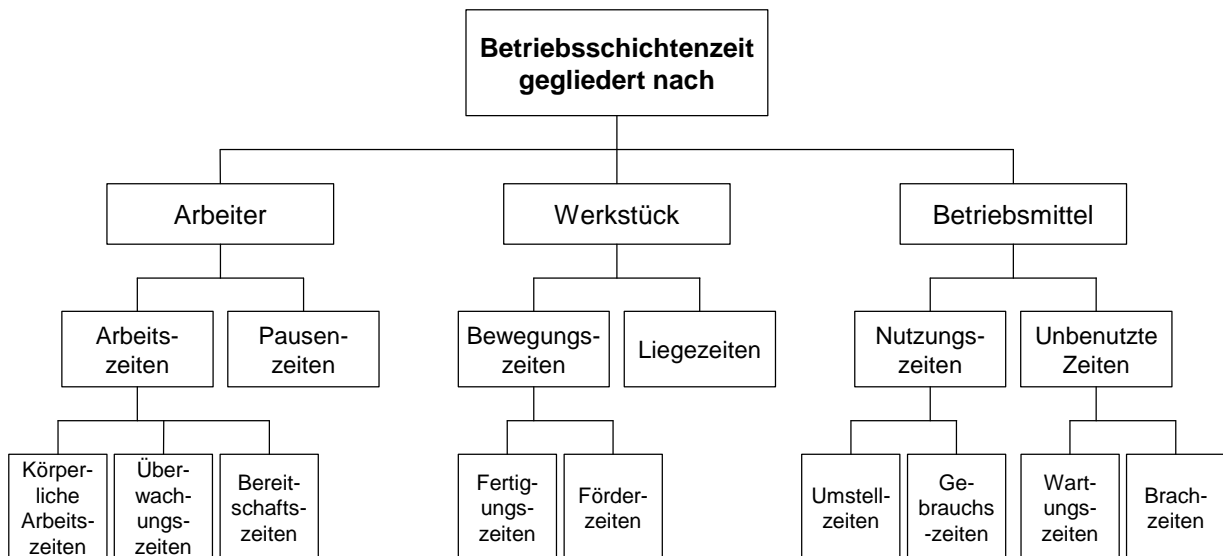 Betriebsschichtenzeit
gegliedert nach
Arbeiter
Werkstück
Betriebsmittel
Arbeits-
zeiten
Pausen-
zeiten
Bewegungs-
zeiten
Liegezeiten
Nutzungs-
zeiten
Unbenutzte
Zeiten
Körper-
liche
Arbeits-
zeiten
Über-
wach-
ungs-
zeiten
Bereit-
schafts-
zeiten
Fertig-
ungs-
zeiten
Förder-
zeiten
Umstell-
zeiten
Ge-
brauchs
-zeiten
Wart-
ungs-
zeiten
Brach-
zeiten